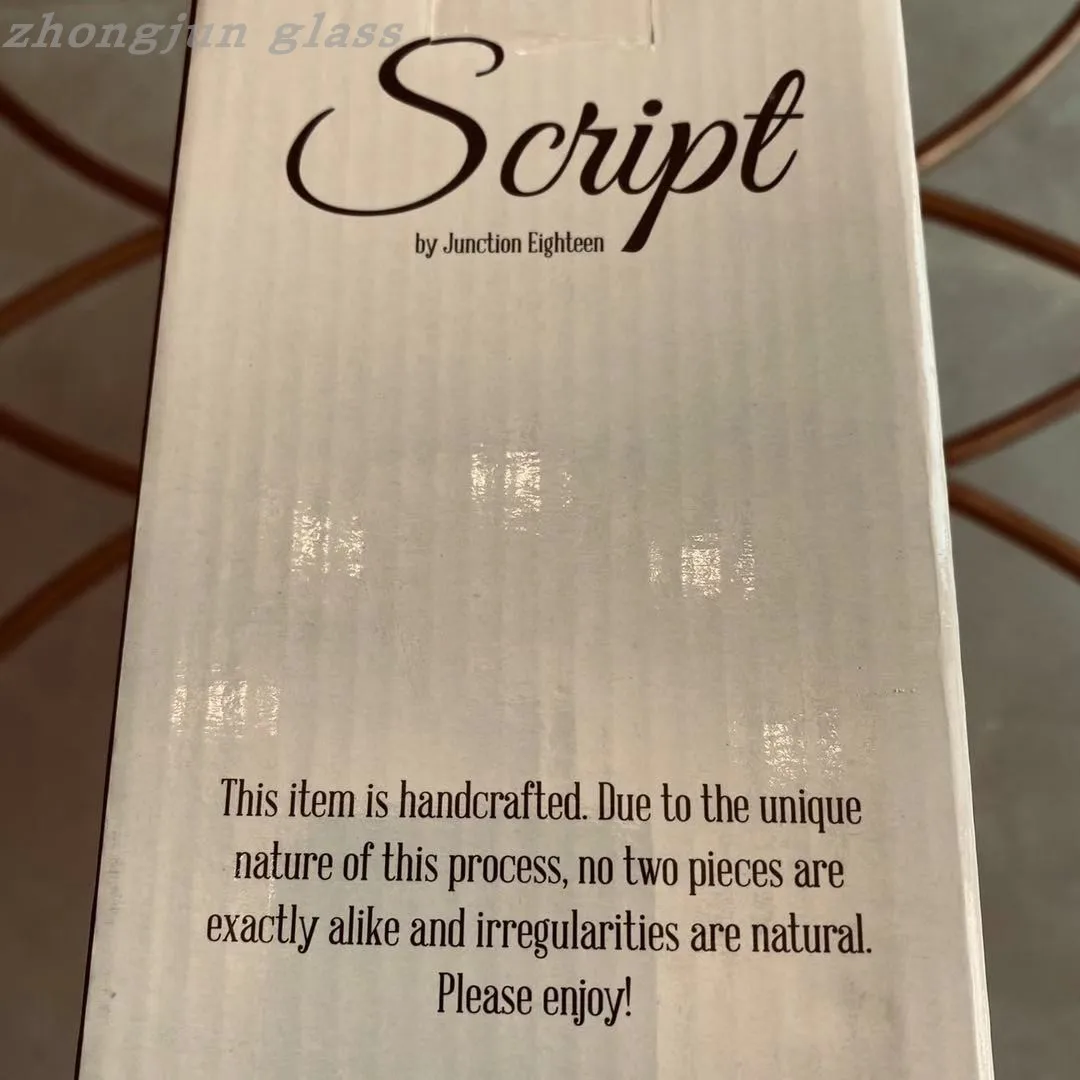 zhongjun glass
Script
by Junction Eighteen
This item is handcrafted. Due to the unique
nature of this process, no two pieces are
exactly alike and irregularities are natural.
Please enjoy!